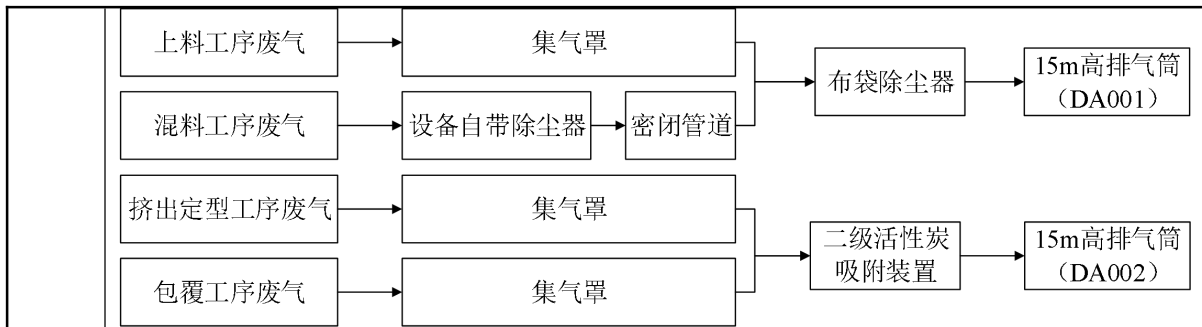 上料工序废气
集气罩
混料工序废气
设备自带除尘器
密闭管道
布袋除尘器
15m高排气筒
（DA001）
挤出定型工序废气
集气罩
包覆工序废气
集气罩
二级活性炭
吸附装置
15m高排气筒
（DA002）